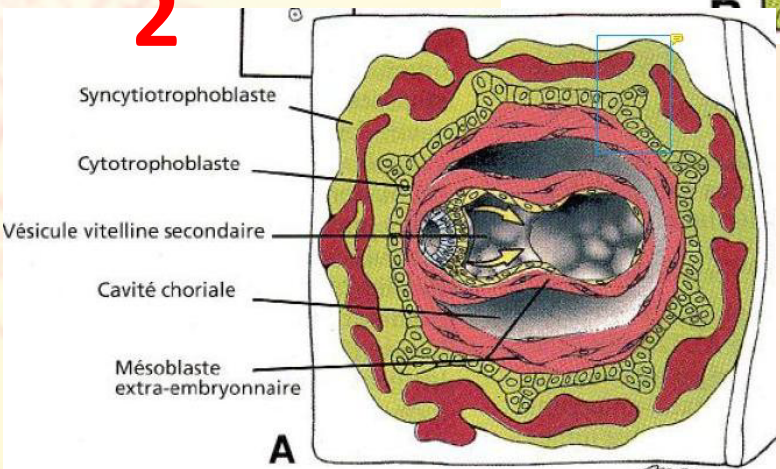 2
Syncytiotrophoblaste
Cytotrophoblaste
Vésicule vitelline secondaire
Cavité choriale
Mésoblaste
extra-embryonnaire
A